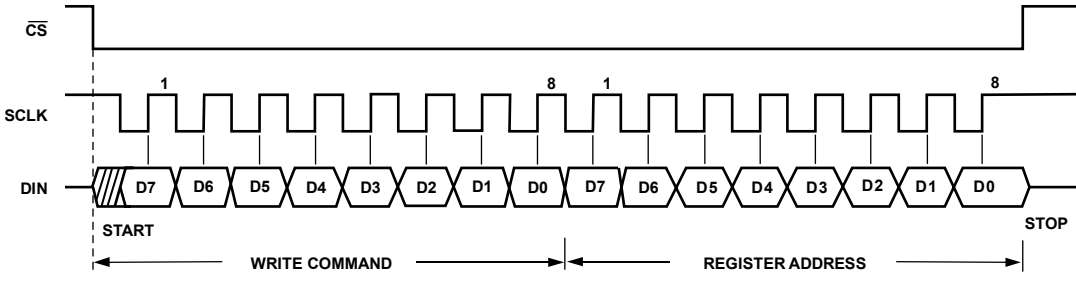 CS
1 8 1 8
SCLK
DIN D7 D6 D5 D4 D3 D2 D1 D0 D7 D6 D5 D4 D3 D2 D1 D0
START STOP
WRITE COMMAND REGISTER ADDRESS